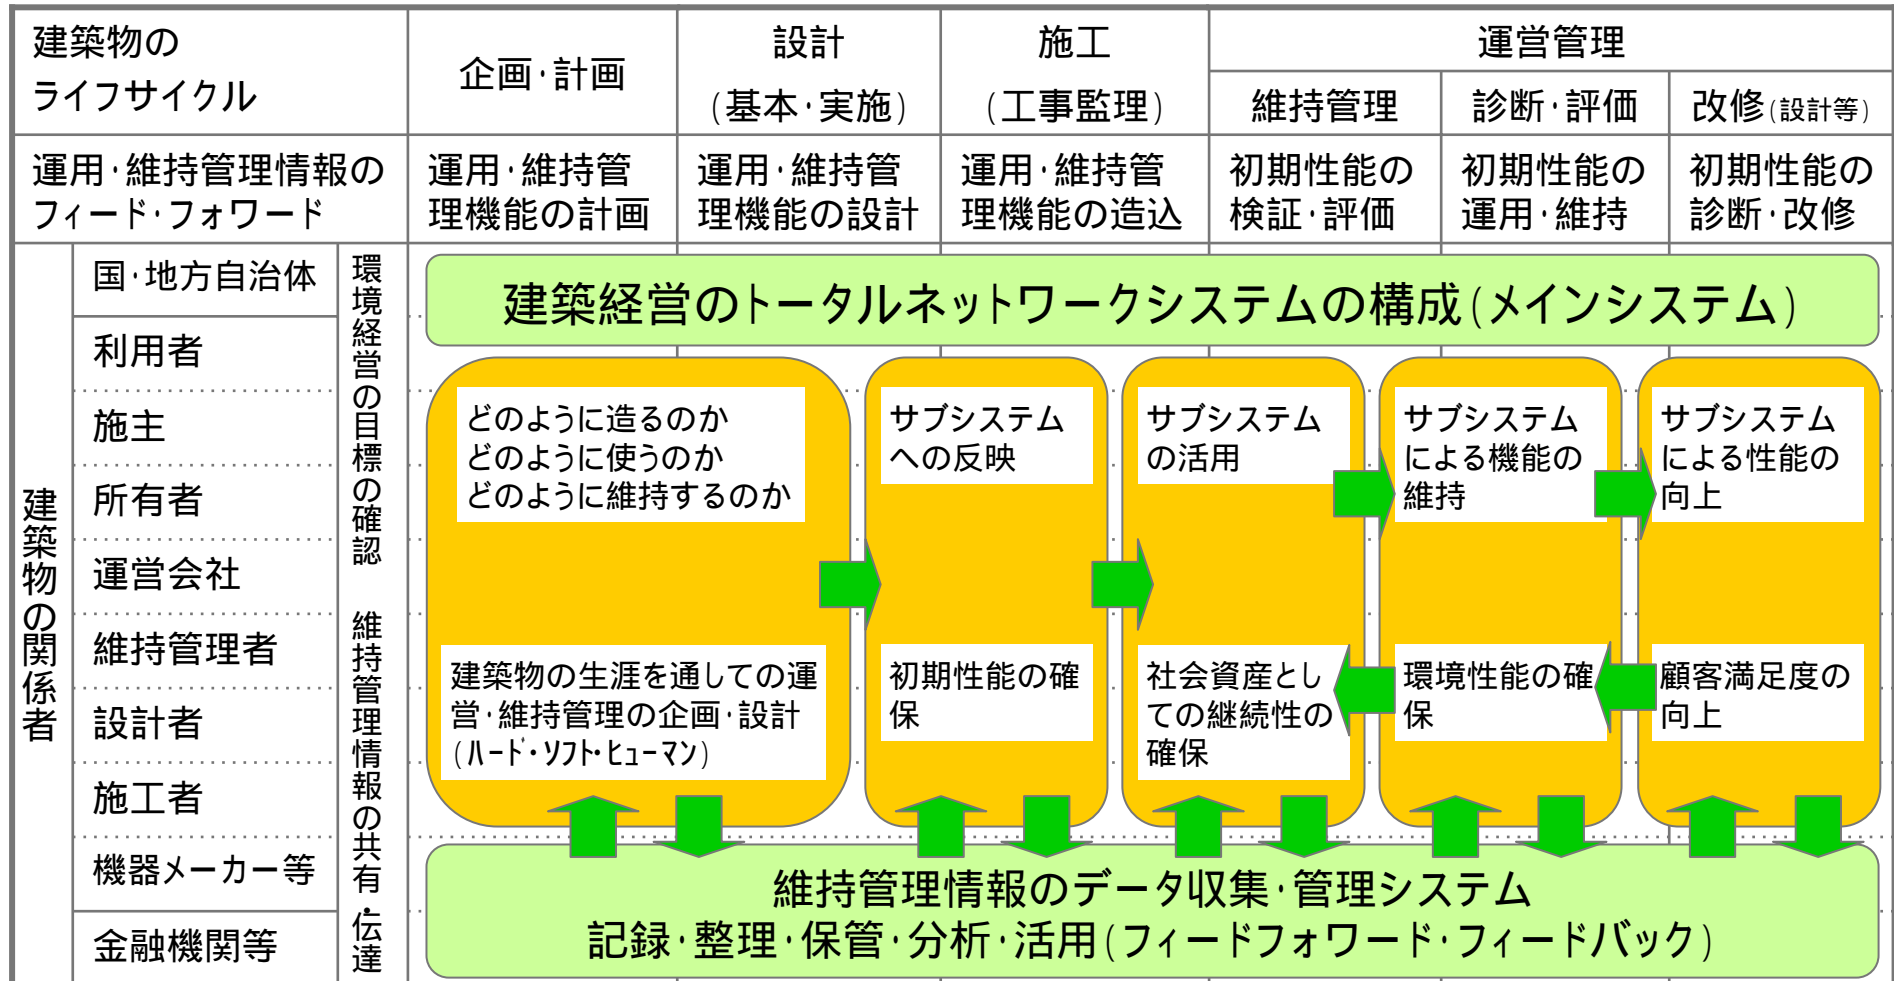 建築物の
ライフサイクル
企画・計画
設計
(基本・実施)
施工
(工事監理)
運営管理
維持管理
診断・評価
改修(設計等)
運用・維持管理情報の
フィード・フォワード
運用・維持管
理機能の計画
運用・維持管
理機能の設計
運用・維持管
理機能の造込
初期性能の
検証・評価
初期性能の
運用・維持
初期性能の
診断・改修
建築物の関係者
国・地方自治体
利用者
施主
所有者
運営会社
維持管理者
設計者
施工者
機器メーカー等
金融機関等
環境経営の目標の確認 維持管理情報の共有・伝達
建築経営のトータルネットワークシステムの構成(メインシステム)
どのように造るのか
どのように使うのか
どのように維持するのか
サブシステム
への反映
サブシステム
の活用
サブシステム
による機能の
維持
サブシステム
による性能の
向上
建築物の生涯を通しての運
営・維持管理の企画・設計
(ハード・ソフト・ヒューマン)
初期性能の確
保
社会資産とし
ての継続性の
確保
環境性能の確
保
顧客満足度の
向上
維持管理情報のデータ収集・管理システム
記録・整理・保管・分析・活用(フィードフォワード・フィードバック)